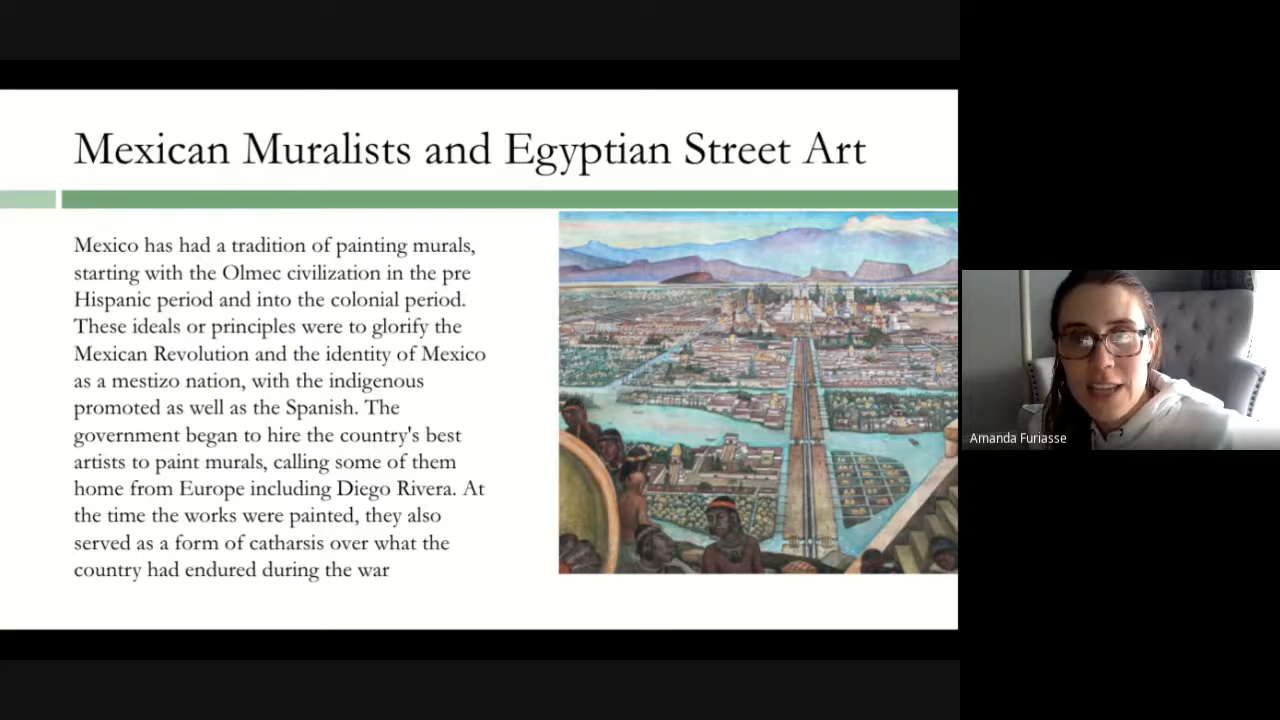 Mexican Muralists and Egyptian Street Art
Mexico has had a tradition of painting murals,
starting with the Olmec civilization in the pre
Hispanic period and into the colonial period.
These ideals or principles were to glorify the
Mexican Revolution and the identity of Mexico
as a mestizo nation, with the indigenous
promoted as well as the Spanish. The
government began to hire the country's best
artists to paint murals, calling some of them
home from Europe including Diego Rivera. At
the time the works were painted, they also
served as a form of catharsis over what the
country had endured during the war
Amanda Furiasse